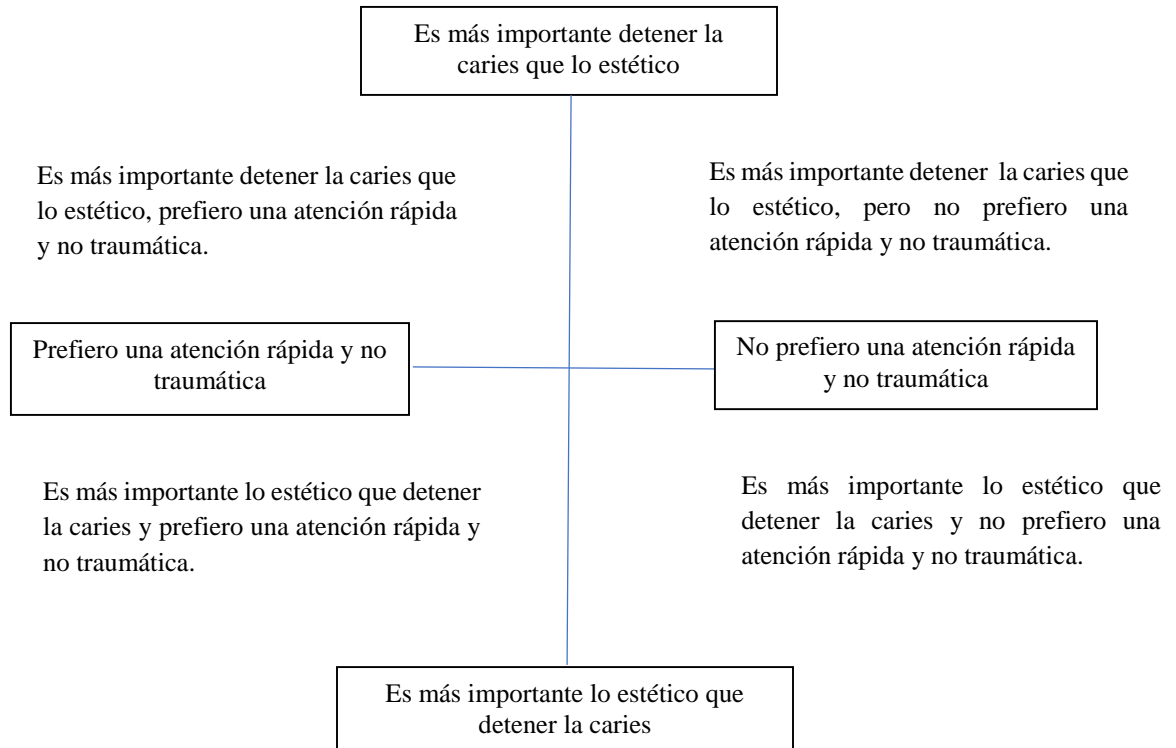 Es más importante detener la
caries que lo estético
Es más importante detener la caries que
lo estético, prefiero una atención rápida
y no traumática.
Es más importante detener la caries que
lo estético, pero no prefiero una
atención rápida y no traumática.
Prefiero una atención rápida y no
traumática
No prefiero una atención rápida
y no traumática
Es más importante lo estético que detener
la caries y prefiero una atención rápida y
no traumática.
Es más importante lo estético que
detener la caries y no prefiero una
atención rápida y no traumática.
Es más importante lo estético que
detener la caries